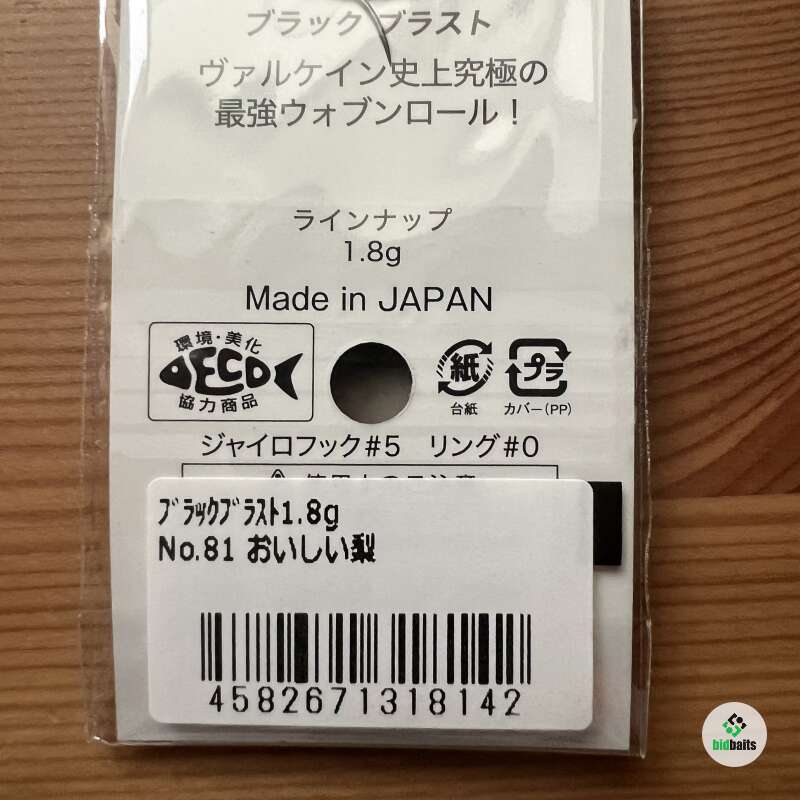 ブラック ブラスト
ヴァルケイン史上究極の
最強ウォブンロール！
ラインナップ
1.8g
Made in JAPAN
環境・美化
ECO
協力商品
紙
台紙
プラ
カバー(PP)
ジャイロフック#5 リング#0
ﾌﾞﾗｯｸﾌﾞﾗｽﾄ1.8g
No.81 おいしい梨
4582671318142
bidbaits